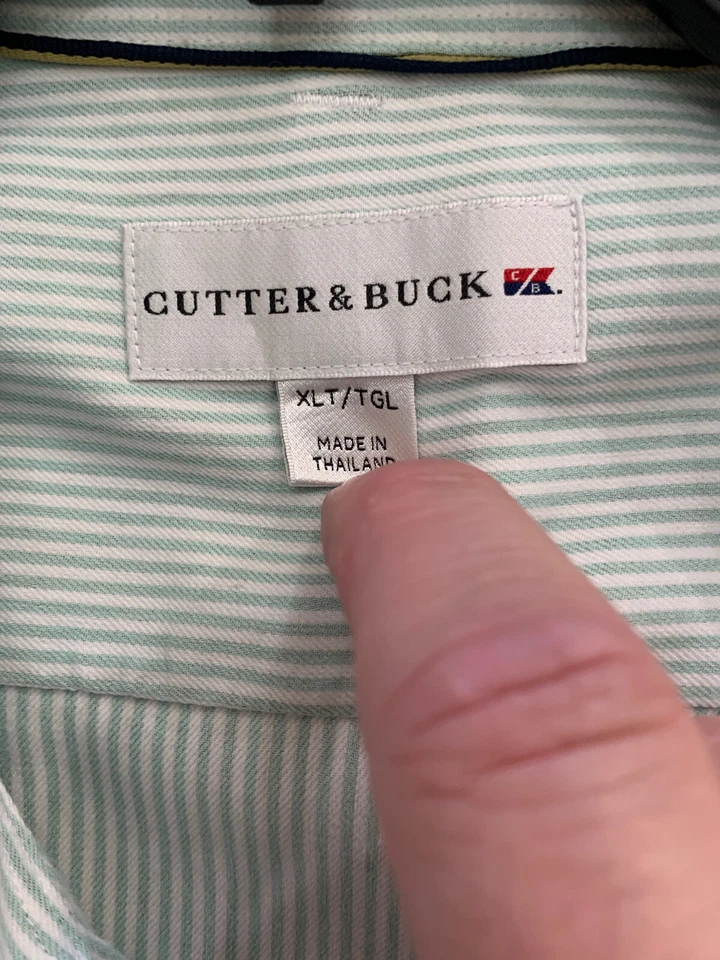 CUTTER & BUCK C B.
XLT/TGL
MADE IN
THAILAND